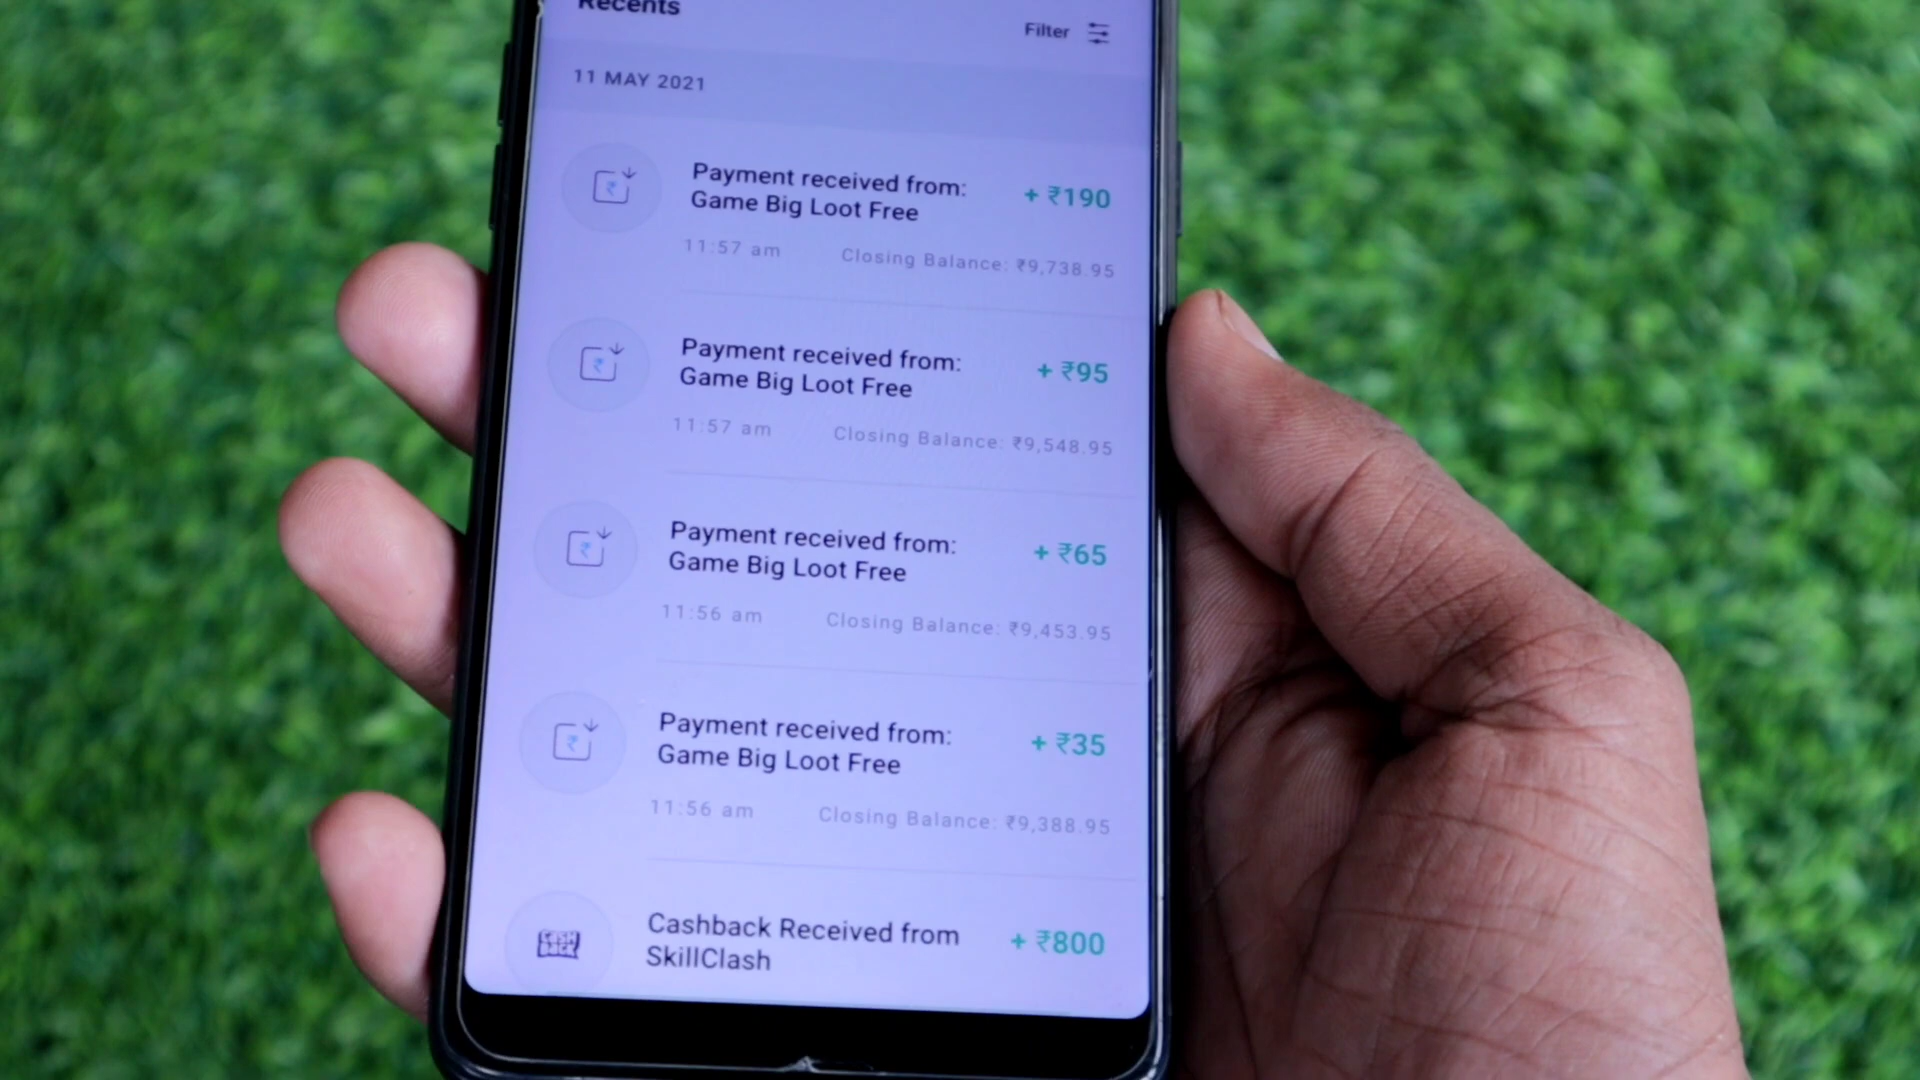 Recents
Filter
11 MAY 2021
Payment received from:
Game Big Loot Free
+ ₹190
11:57 am
Closing Balance: ₹9,738.95
Payment received from:
Game Big Loot Free
+ ₹95
11:57 am
Closing Balance: ₹9,548.95
Payment received from:
Game Big Loot Free
+ ₹65
11:56 am
Closing Balance: ₹9,453.95
Payment received from:
Game Big Loot Free
+ ₹35
11:56 am
Closing Balance: ₹9,388.95
CASH
BACK
Cashback Received from
SkillClash
+ ₹800